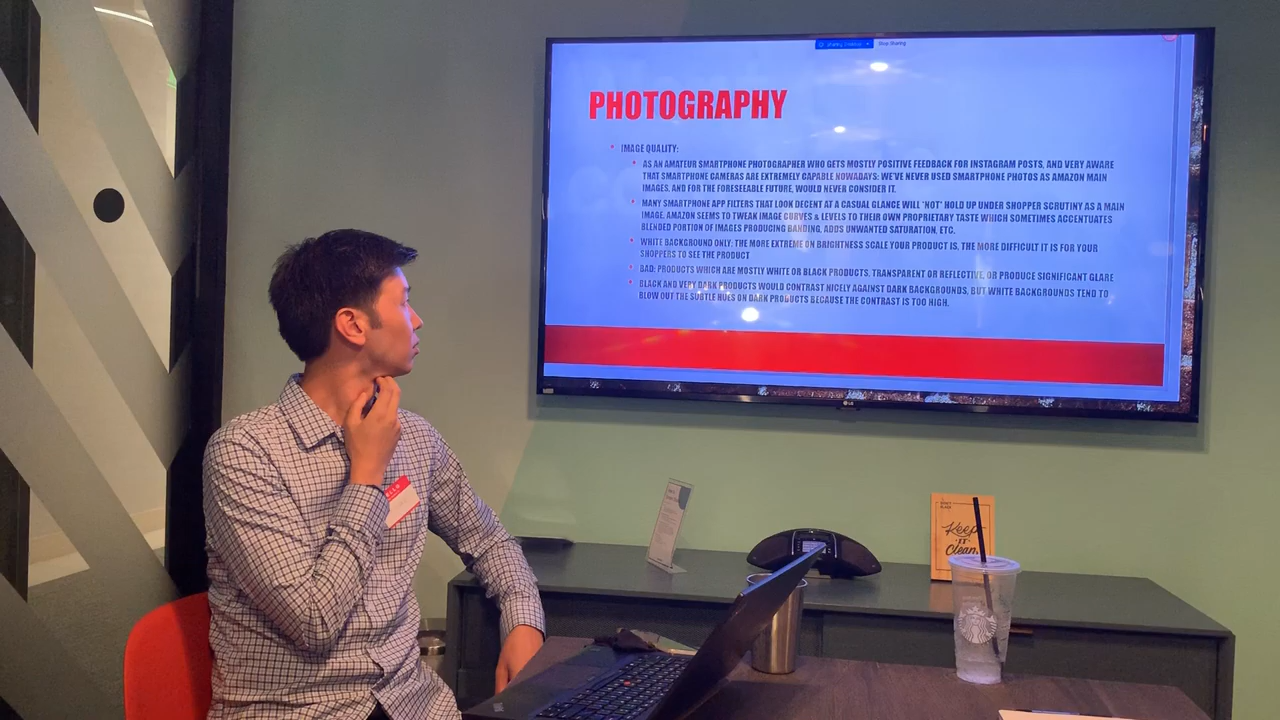 Stop Sharing
PHOTOGRAPHY
IMAGE QUALITY:
AS AN AMATEUR SMARTPHONE PHOTOGRAPHER WHO GETS MOSTLY POSITIVE FEEDBACK FOR INSTAGRAM POSTS, AND VERY AWARE
THAT SMARTPHONE CAMERAS ARE EXTREMELY CAPABLE NOWADAYS: WE'VE NEVER USED SMARTPHONE PHOTOS AS AMAZON MAIN
IMAGES. AND FOR THE FORESEEABLE FUTURE, WOULD NEVER CONSIDER IT.
MANY SMARTPHONE APP FILTERS THAT LOOK DECENT AT A CASUAL GLANCE WILL 'NOT' HOLD UP UNDER SHOPPER SCRUTINY AS A MAIN
IMAGE. AMAZON SEEMS TO TWEAK IMAGE CURVES & LEVELS TO THEIR OWN PROPRIETARY TASTE WHICH SOMETIMES ACCENTUATES
BLENDED PORTION OF IMAGES PRODUCING BANDING, ADDS UNWANTED SATURATION, ETC.
WHITE BACKGROUND ONLY: THE MORE EXTREME ON BRIGHTNESS SCALE YOUR PRODUCT IS, THE MORE DIFFICULT IT IS FOR YOUR
SHOPPERS TO SEE THE PRODUCT
BAD: PRODUCTS WHICH ARE MOSTLY WHITE OR BLACK PRODUCTS, TRANSPARENT OR REFLECTIVE, OR PRODUCE SIGNIFICANT GLARE
BLACK AND VERY DARK PRODUCTS WOULD CONTRAST NICELY AGAINST DARK BACKGROUNDS, BUT WHITE BACKGROUNDS TEND TO
BLOW OUT THE SUBTLE HUES ON DARK PRODUCTS BECAUSE THE CONTRAST IS TOO HIGH.
LG
Keep
IT
Clean